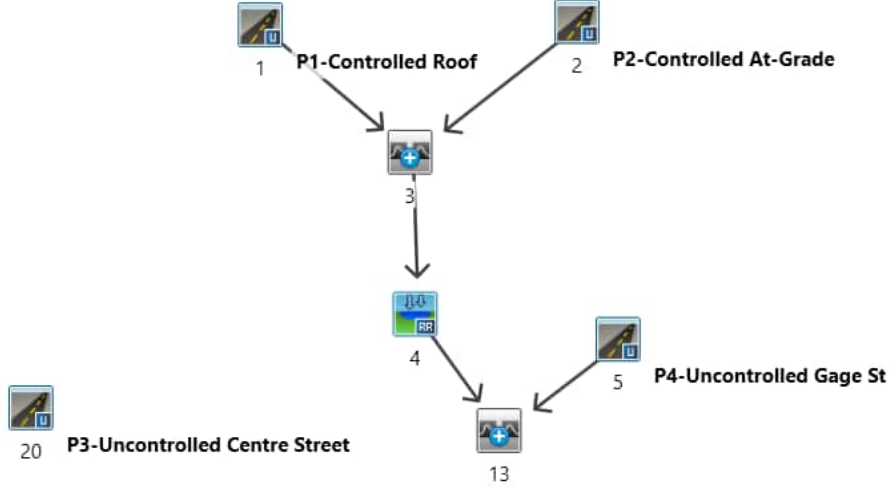 U
U
1
P1-Controlled Roof
2
P2-Controlled At-Grade
3
RR
4
U
5
P4-Uncontrolled Gage St
U
20
P3-Uncontrolled Centre Street
13